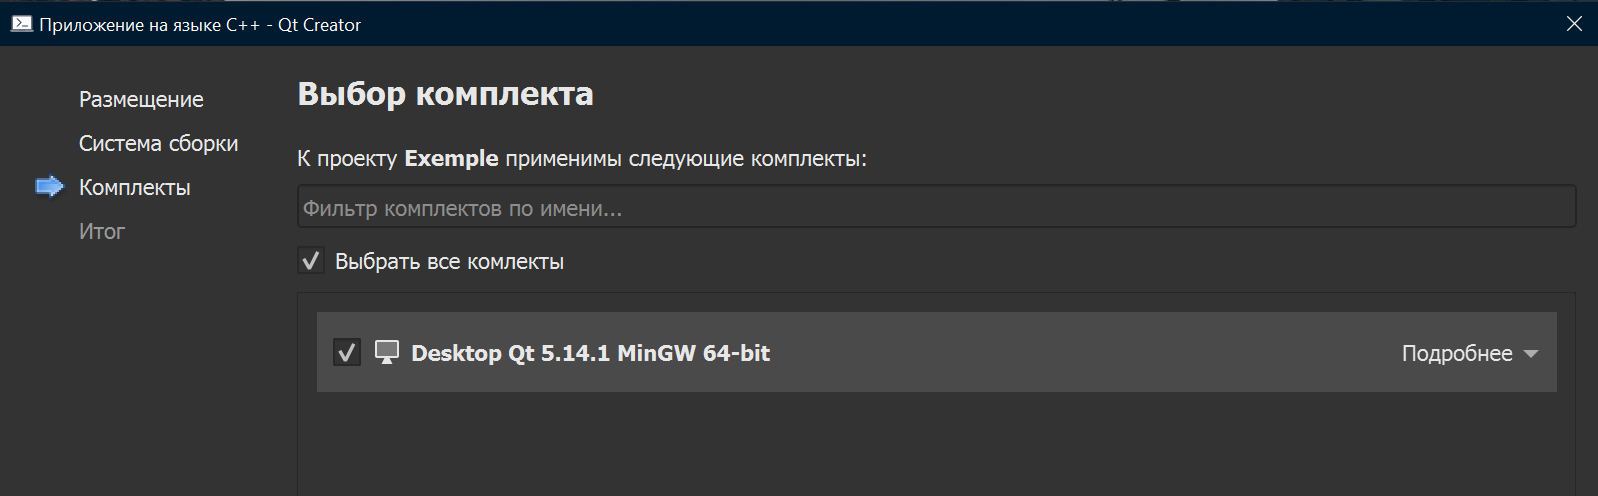 Приложение на языке C++ - Qt Creator
Размещение
Система сборки
Комплекты
Итог
Выбор комплекта
К проекту Exemple применимы следующие комплекты:
Фильтр комплектов по имени...
Выбрать все комлекты
Desktop Qt 5.14.1 MinGW 64-bit
Подробнее